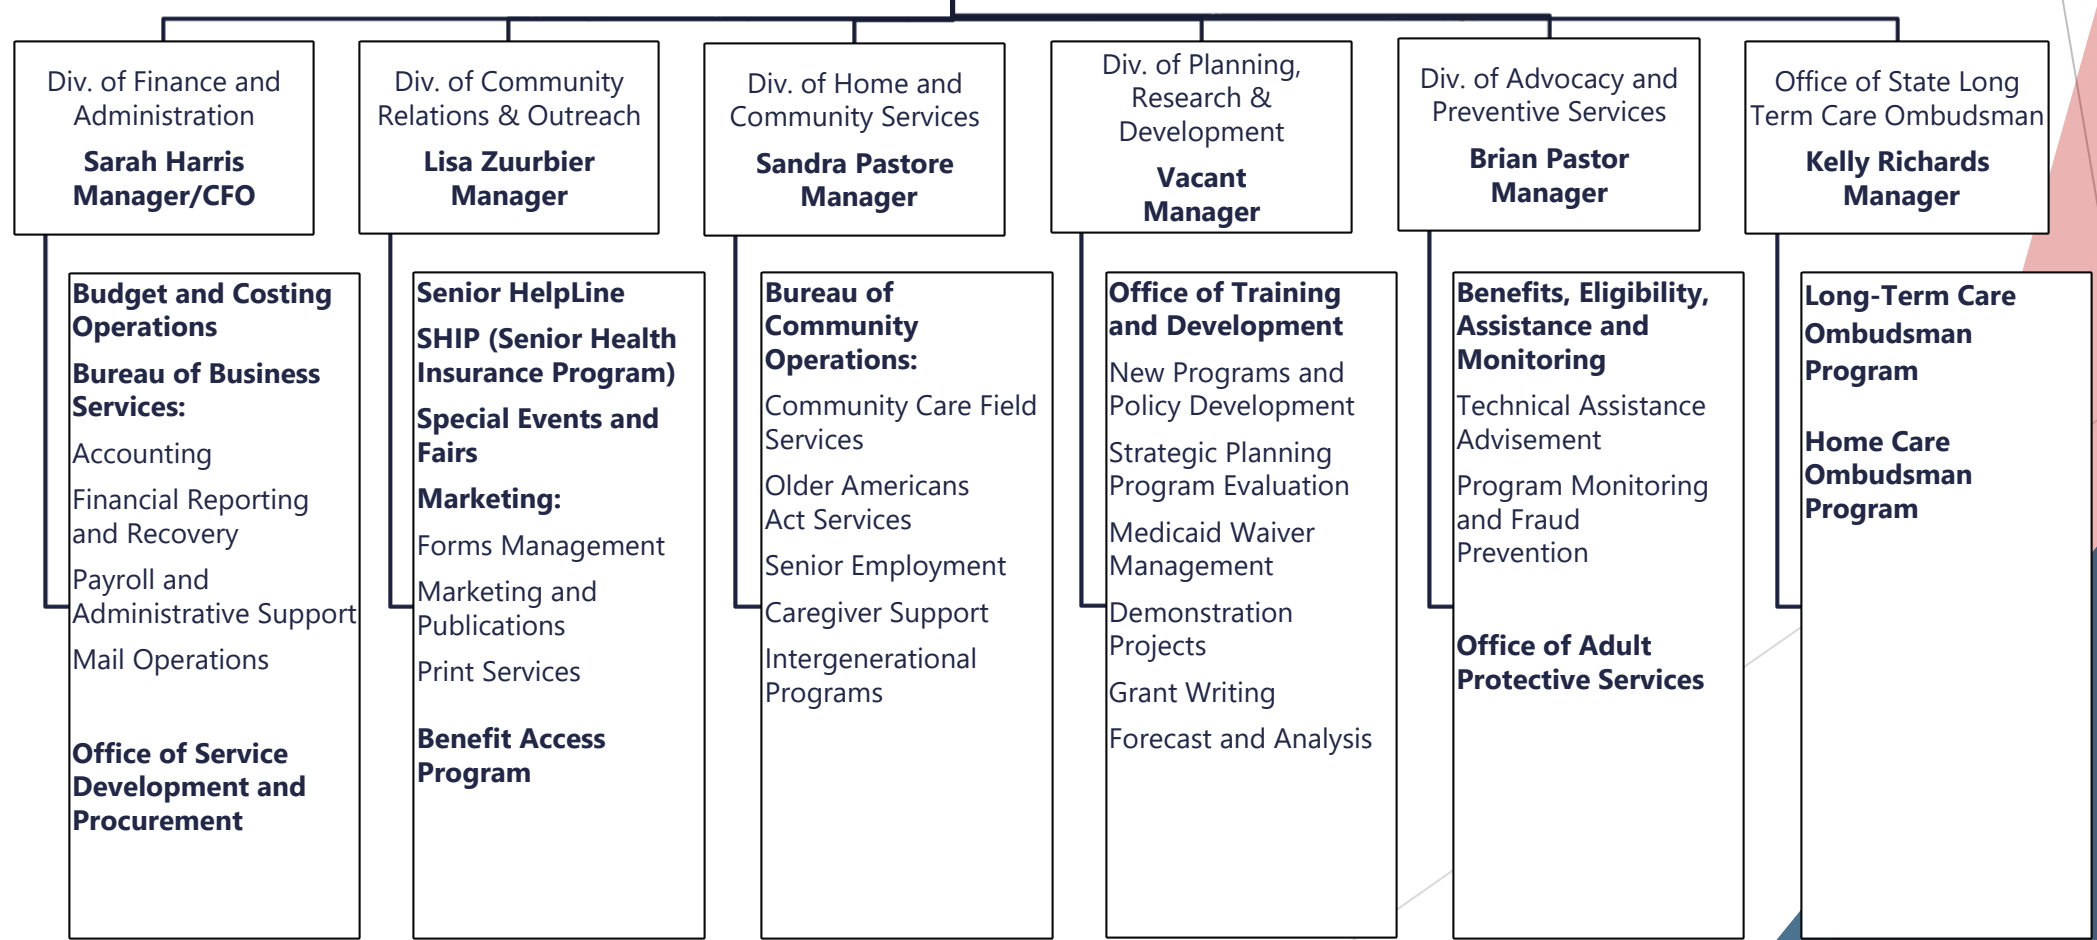 Div. of Finance and
Administration
Sarah Harris
Manager/CFO
Div. of Community
Relations & Outreach
Lisa Zuurbier
Manager
Div. of Home and
Community Services
Sandra Pastore
Manager
Div. of Planning,
Research &
Development
Vacant
Manager
Div. of Advocacy and
Preventive Services
Brian Pastor
Manager
Office of State Long
Term Care Ombudsman
Kelly Richards
Manager
Budget and Costing
Operations
Bureau of Business
Services:
Accounting
Financial Reporting
and Recovery
Payroll and
Administrative Support
Mail Operations
Office of Service
Development and
Procurement
Senior HelpLine
SHIP (Senior Health
Insurance Program)
Special Events and
Fairs
Marketing:
Forms Management
Marketing and
Publications
Print Services
Benefit Access
Program
Bureau of
Community
Operations:
Community Care Field
Services
Older Americans
Act Services
Senior Employment
Caregiver Support
Intergenerational
Programs
Office of Training
and Development
New Programs and
Policy Development
Strategic Planning
Program Evaluation
Medicaid Waiver
Management
Demonstration
Projects
Grant Writing
Forecast and Analysis
Benefits, Eligibility,
Assistance and
Monitoring
Technical Assistance
Advisement
Program Monitoring
and Fraud
Prevention
Office of Adult
Protective Services
Long-Term Care
Ombudsman
Program
Home Care
Ombudsman
Program